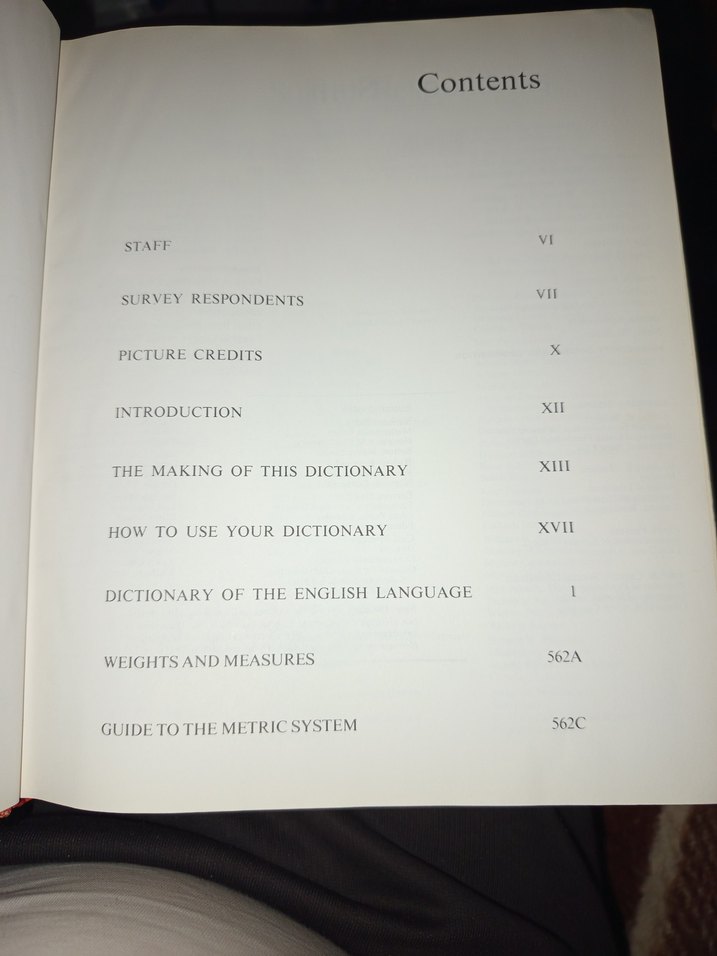 Contents
STAFF VI
SURVEY RESPONDENTS VII
PICTURE CREDITS X
INTRODUCTION XII
THE MAKING OF THIS DICTIONARY XIII
HOW TO USE YOUR DICTIONARY XVII
DICTIONARY OF THE ENGLISH LANGUAGE 1
WEIGHTS AND MEASURES 562A
GUIDE TO THE METRIC SYSTEM 562C